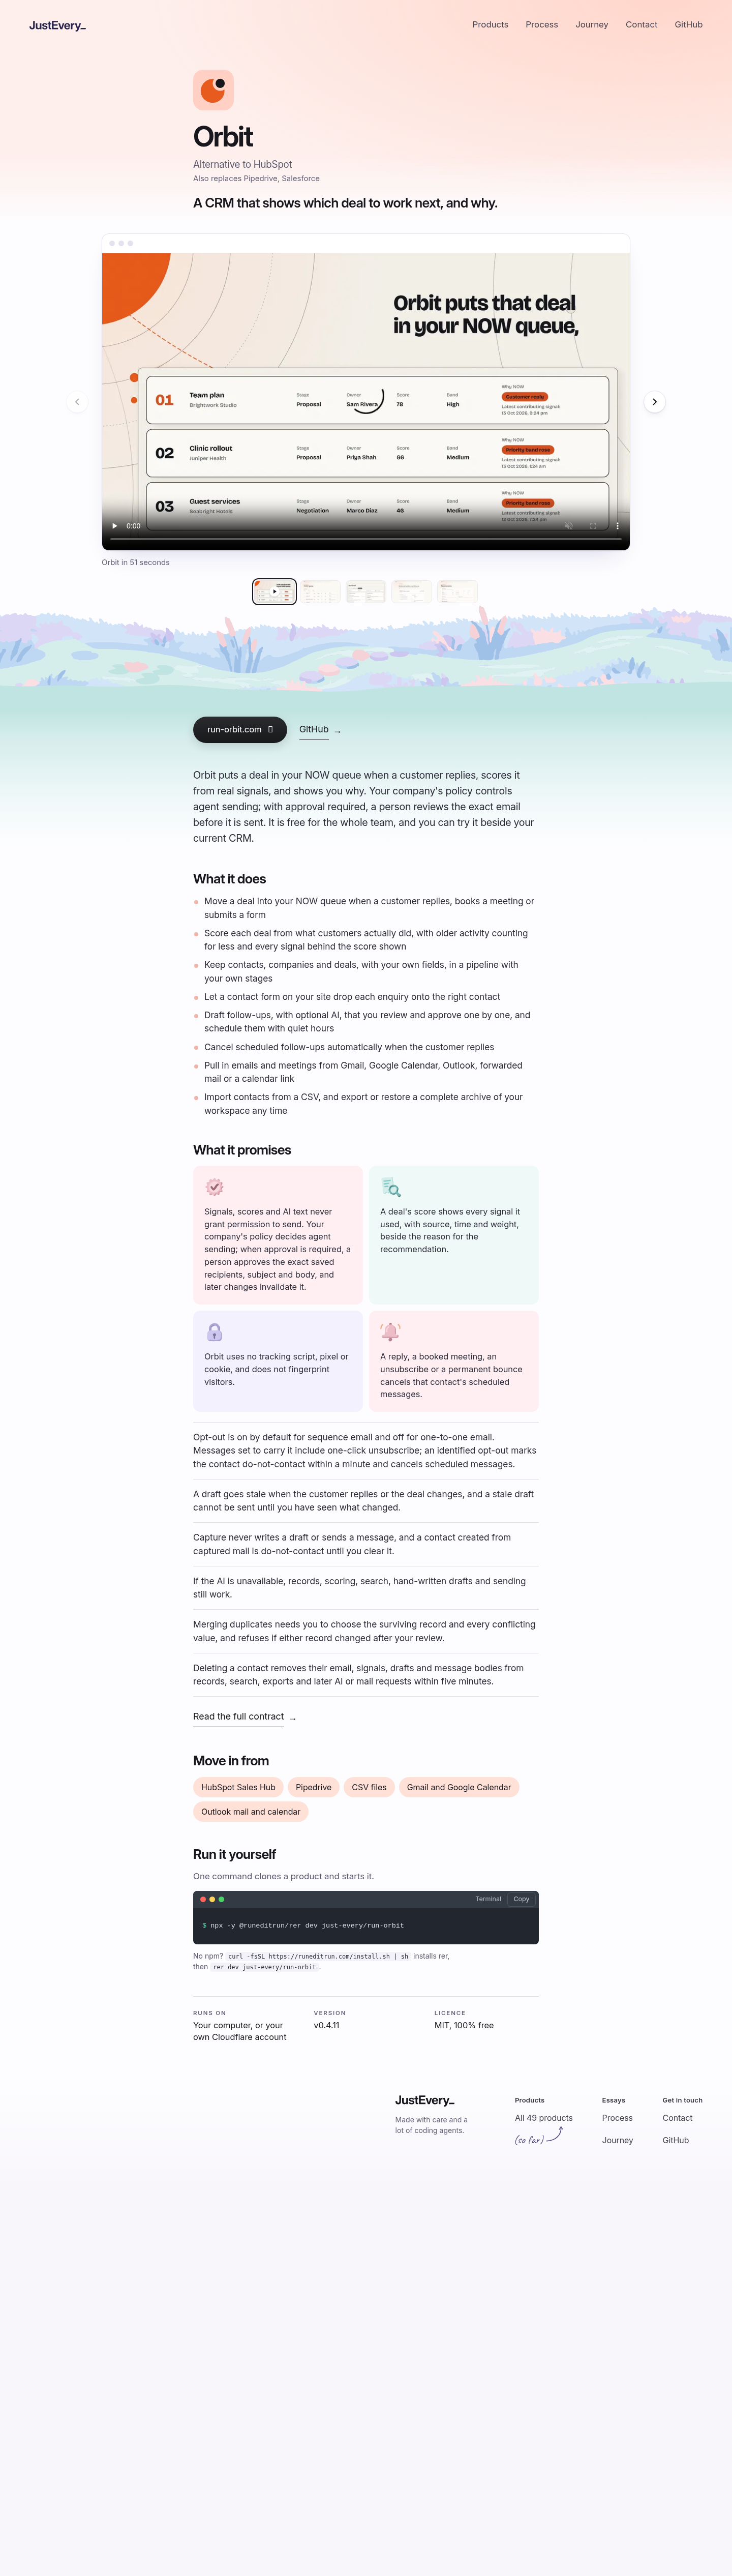 JustEvery_
Products Process Journey Contact GitHub
Orbit
Alternative to HubSpot
Also replaces Pipedrive, Salesforce
A CRM that shows which deal to work next, and why.
Orbit puts that deal
in your NOW queue,
01 Team plan Brightwork Studio Stage Proposal Owner Sam Rivera Score 78 Band High Why NOW Customer reply Latest contributing signal: 13 Oct 2026, 9:24 pm
02 Clinic rollout Juniper Health Stage Proposal Owner Priya Shah Score 66 Band Medium Why NOW Priority band rose Latest contributing signal:
03 Guest services Seabright Hotels Stage Negotiation Owner Marco Diaz Score 46 Band Medium Why NOW Priority band rose Latest contributing signal:
0:00
Orbit in 51 seconds
run-orbit.com
GitHub →
Orbit puts a deal in your NOW queue when a customer replies, scores it
from real signals, and shows you why. Your company's policy controls
agent sending; with approval required, a person reviews the exact email
before it is sent. It is free for the whole team, and you can try it beside your
current CRM.
What it does
Move a deal into your NOW queue when a customer replies, books a meeting or
submits a form
Score each deal from what customers actually did, with older activity counting
for less and every signal behind the score shown
Keep contacts, companies and deals, with your own fields, in a pipeline with
your own stages
Let a contact form on your site drop each enquiry onto the right contact
Draft follow-ups, with optional AI, that you review and approve one by one, and
schedule them with quiet hours
Cancel scheduled follow-ups automatically when the customer replies
Pull in emails and meetings from Gmail, Google Calendar, Outlook, forwarded
mail or a calendar link
Import contacts from a CSV, and export or restore a complete archive of your
workspace any time
What it promises
Signals, scores and AI text never
grant permission to send. Your
company's policy decides agent
sending; when approval is required, a
person approves the exact saved
recipients, subject and body, and
later changes invalidate it.
A deal's score shows every signal it
used, with source, time and weight,
beside the reason for the
recommendation.
Orbit uses no tracking script, pixel or
cookie, and does not fingerprint
visitors.
A reply, a booked meeting, an
unsubscribe or a permanent bounce
cancels that contact's scheduled
messages.
Opt-out is on by default for sequence email and off for one-to-one email.
Messages set to carry it include one-click unsubscribe; an identified opt-out marks
the contact do-not-contact within a minute and cancels scheduled messages.
A draft goes stale when the customer replies or the deal changes, and a stale draft
cannot be sent until you have seen what changed.
Capture never writes a draft or sends a message, and a contact created from
captured mail is do-not-contact until you clear it.
If the AI is unavailable, records, scoring, search, hand-written drafts and sending
still work.
Merging duplicates needs you to choose the surviving record and every conflicting
value, and refuses if either record changed after your review.
Deleting a contact removes their email, signals, drafts and message bodies from
records, search, exports and later AI or mail requests within five minutes.
Read the full contract →
Move in from
HubSpot Sales Hub Pipedrive CSV files Gmail and Google Calendar
Outlook mail and calendar
Run it yourself
One command clones a product and starts it.
Terminal Copy
$ npx -y @runeditrun/rer dev just-every/run-orbit
No npm? curl -fsSL https://runeditrun.com/install.sh | sh installs rer,
then rer dev just-every/run-orbit.
RUNS ON
Your computer, or your
own Cloudflare account
VERSION
v0.4.11
LICENCE
MIT, 100% free
JustEvery_
Made with care and a
lot of coding agents.
Products
All 49 products
(so far)
Essays
Process
Journey
Get in touch
Contact
GitHub